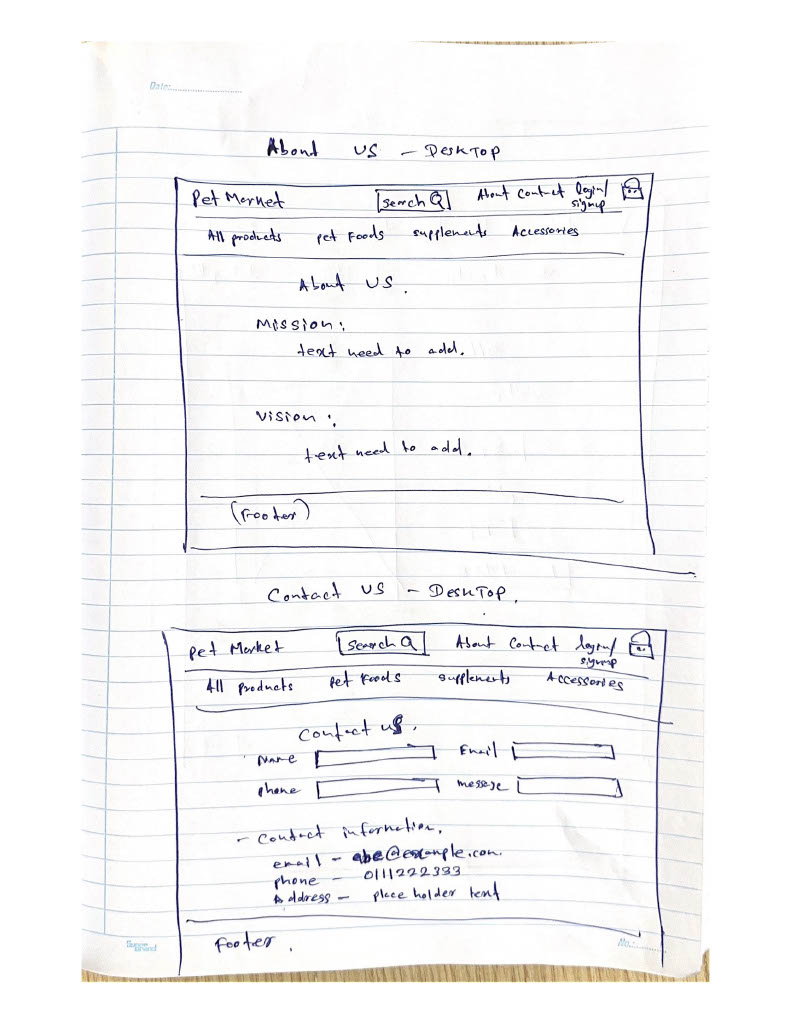 Date:
About US - DESKTOP
Pet Market Search About Contact login/
signup
All products pet Foods supplements Accessories
About US.
Mission:
text need to add.
Vision:
text need to add.
(Footer)
Contact US - DESKTOP.
Pet Market Search About Contact login/
signup
All Products Pet Foods supplements Accessories
Contact us.
Name Email
phone message
- Contact information.
email - abc@example.com
phone - 0111222333
Address - place holder text
Footer.
No: